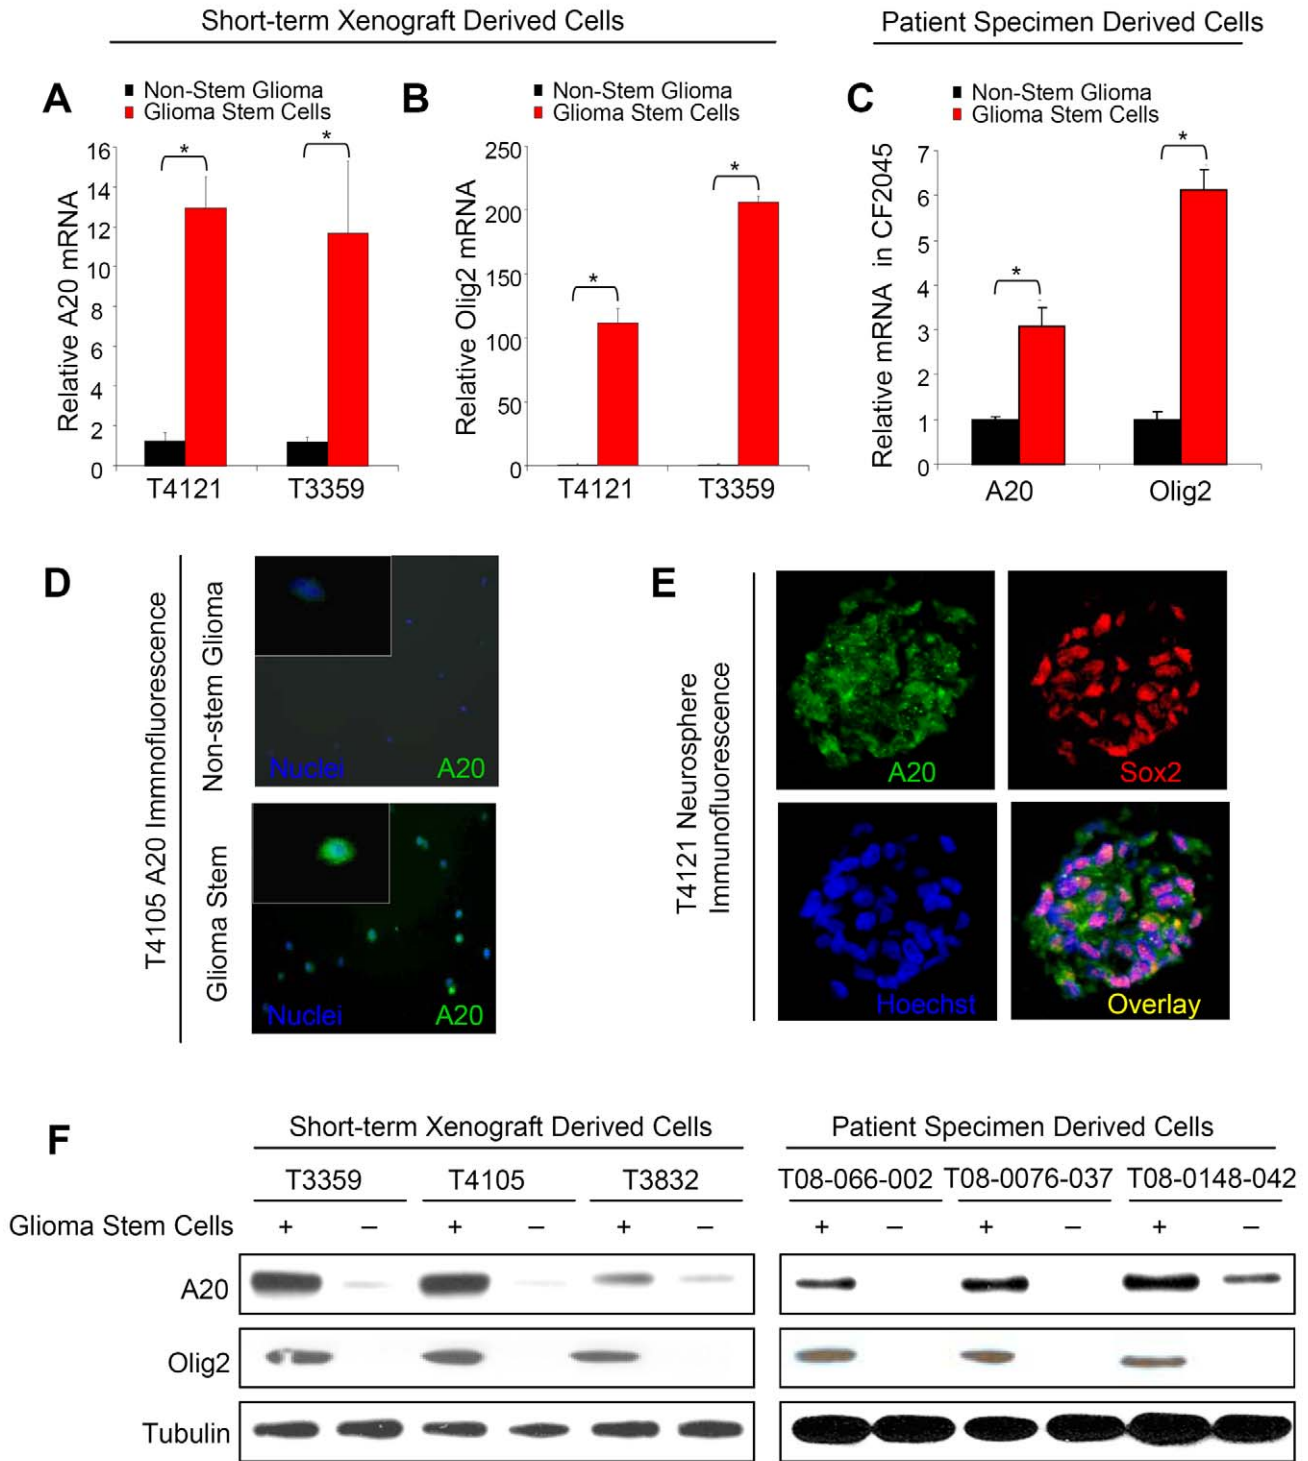 Short-term Xenograft Derived Cells
Patient Specimen Derived Cells
A
Non-Stem Glioma
Glioma Stem Cells
Relative A20 mRNA
16
14
12
10
8
6
4
2
0
*
*
T4121
T3359
B
Non-Stem Glioma
Glioma Stem Cells
Relative Olig2 mRNA
250
200
150
100
50
0
*
*
T4121
T3359
C
Non-Stem Glioma
Glioma Stem Cells
Relative mRNA in CF2045
7
6
5
4
3
2
1
0
*
*
A20
Olig2
D
T4105 A20 Immnofluorescence
Non-stem Glioma
Nuclei
A20
Glioma Stem
Nuclei
A20
E
T4121 Neurosphere
Immunofluorescence
A20
Sox2
Hoechst
Overlay
F
Short-term Xenograft Derived Cells
Patient Specimen Derived Cells
T3359 T4105 T3832
T08-066-002 T08-0076-037 T08-0148-042
Glioma Stem Cells + – + – + – + – + – + –
A20
Olig2
Tubulin